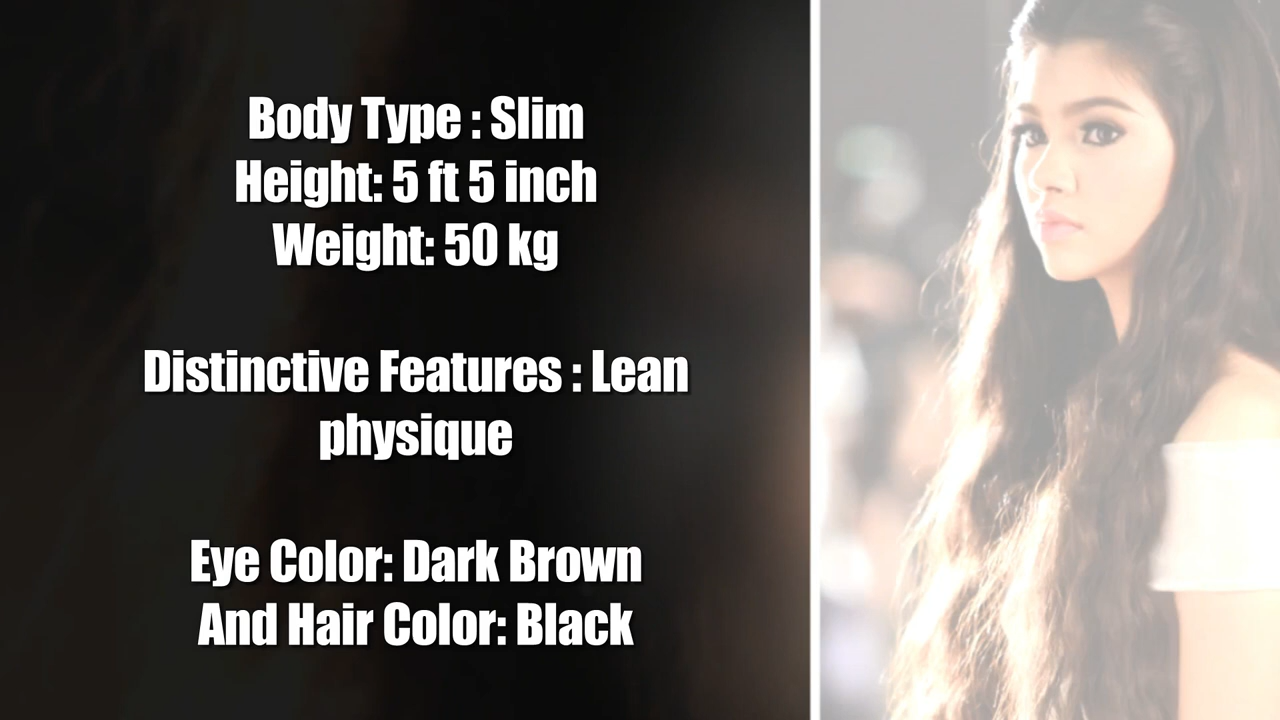 Body Type : Slim
Height: 5 ft 5 inch
Weight: 50 kg
Distinctive Features : Lean
physique
Eye Color: Dark Brown
And Hair Color: Black